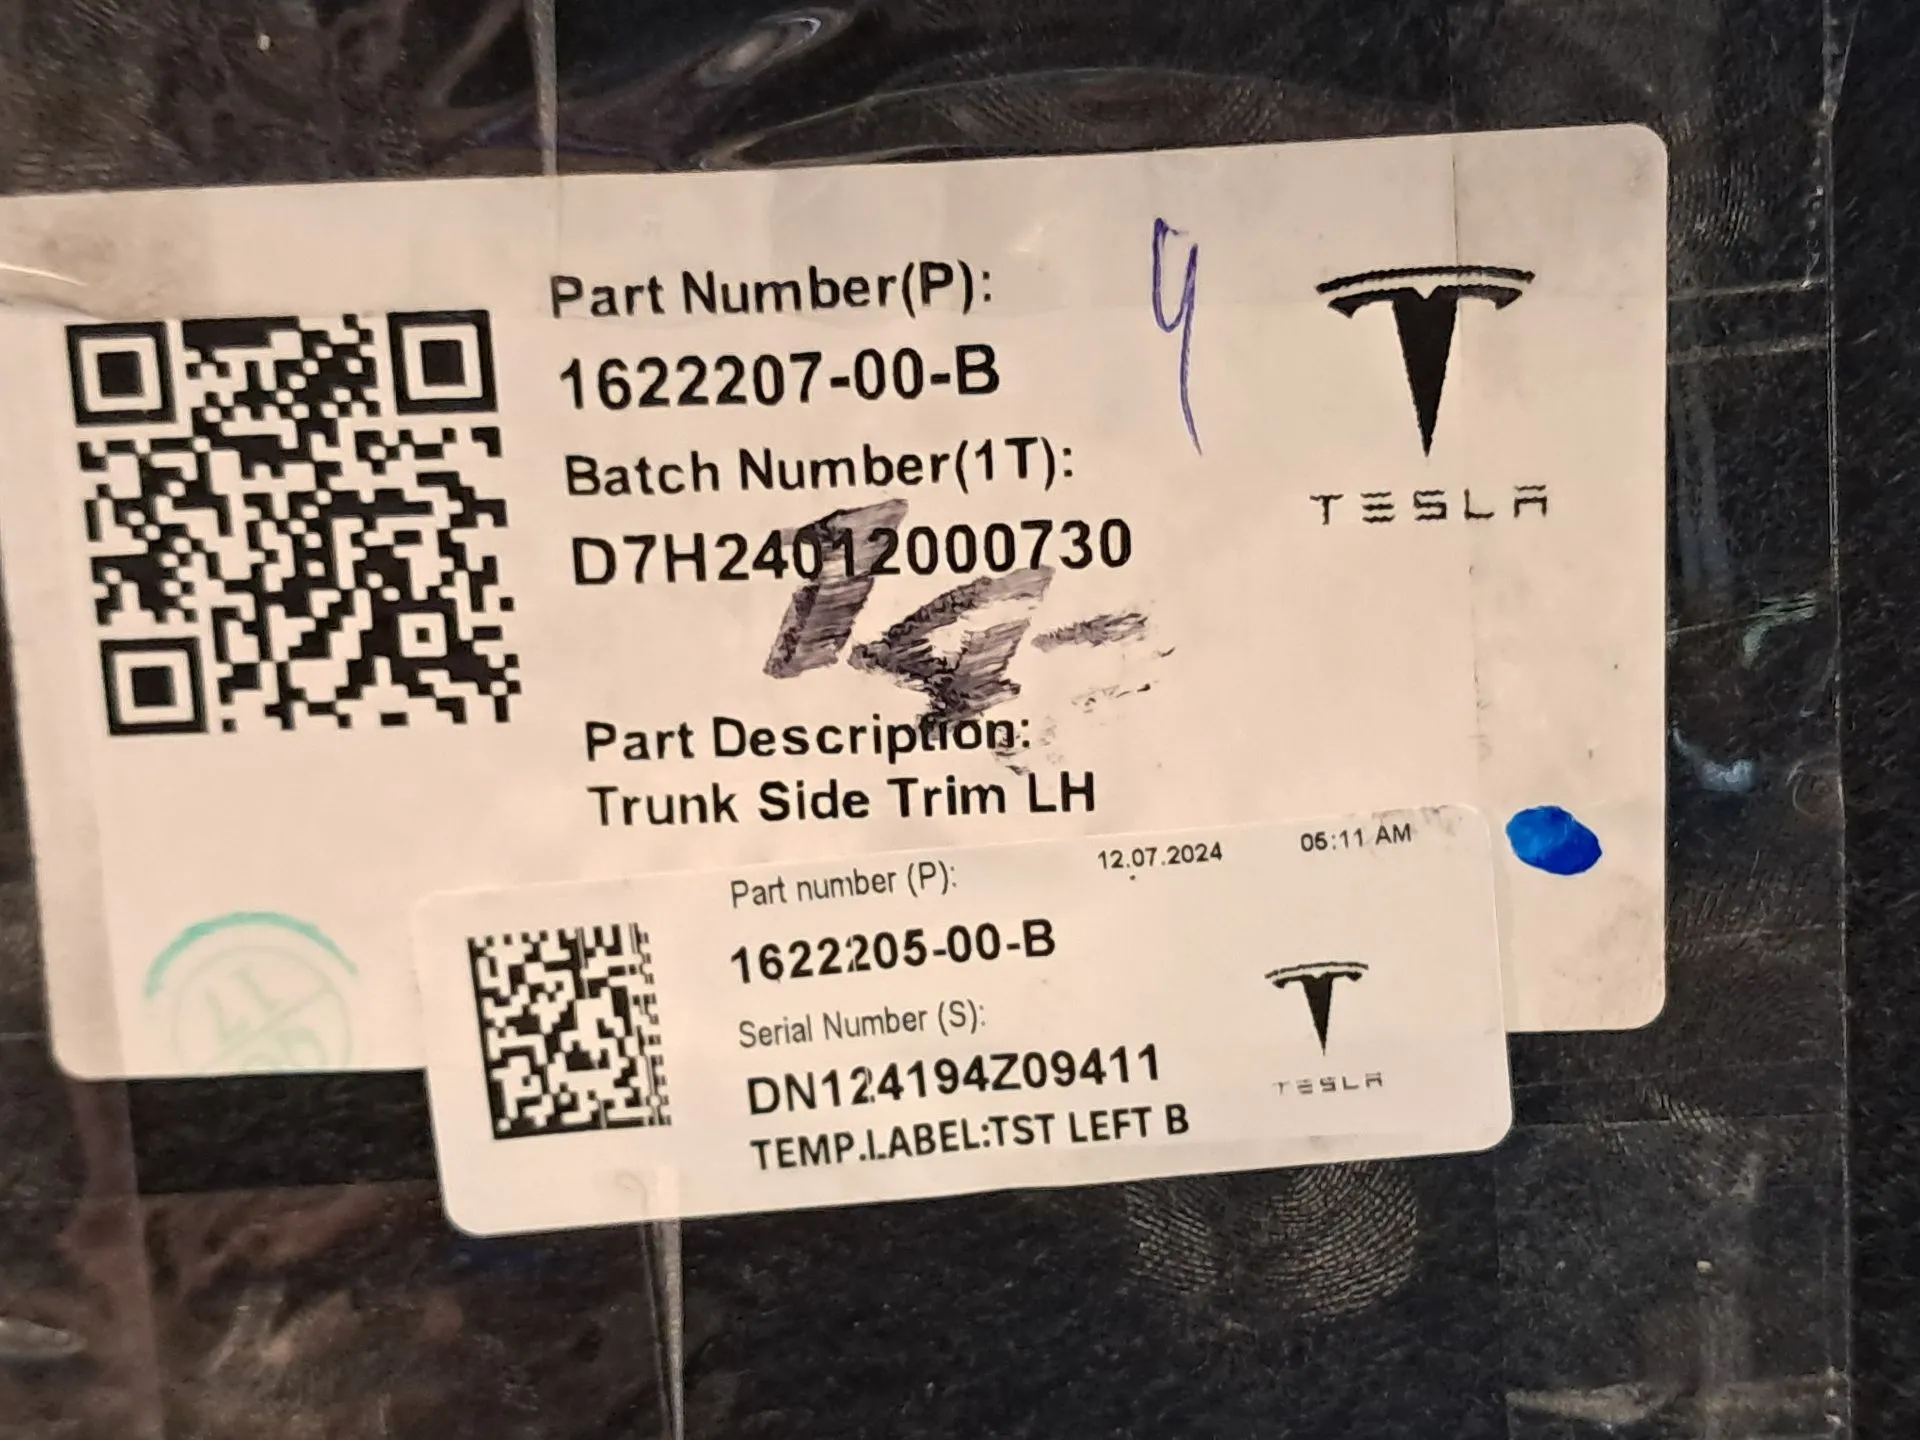 Part Number(P):
1622207-00-B
Batch Number(1T):
D7H24012000730
Part Description:
Trunk Side Trim LH
TESLA
Part number (P):
12.07.2024
05:11 AM
1622205-00-B
Serial Number (S):
DN124194Z09411
TEMP.LABEL:TST LEFT B
TESLA